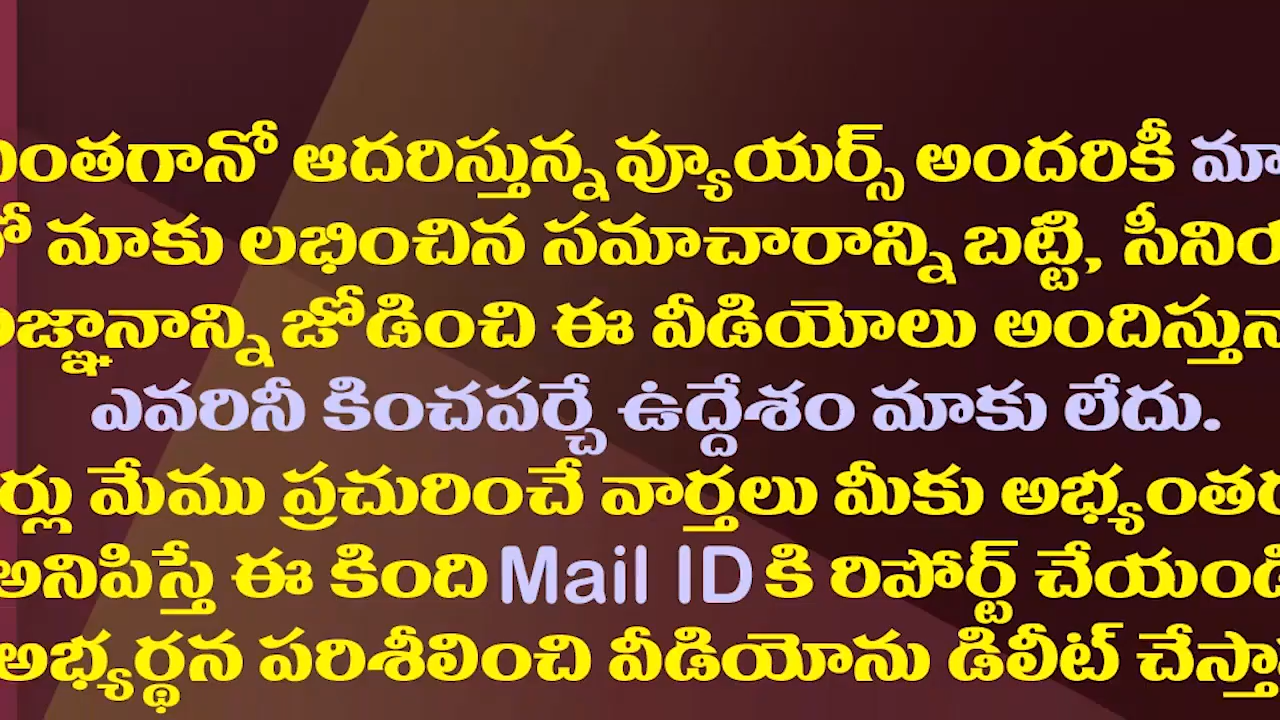 ఎంతగానో ఆదరిస్తున్న వ్యూయర్స్ అందరికీ మా
మాకు లభించిన సమాచారాన్ని బట్టి, సీనియ
జ్ఞానాన్ని జోడించి ఈ వీడియోలు అందిస్తున్నా
ఎవరినీ కించపర్చే ఉద్దేశం మాకు లేదు.
ర్లు మేము ప్రచురించే వార్తలు మీకు అభ్యంతర
అనిపిస్తే ఈ కింది Mail ID కి రిపోర్ట్ చేయండి
అభ్యర్థన పరిశీలించి వీడియోను డిలీట్ చేస్తా